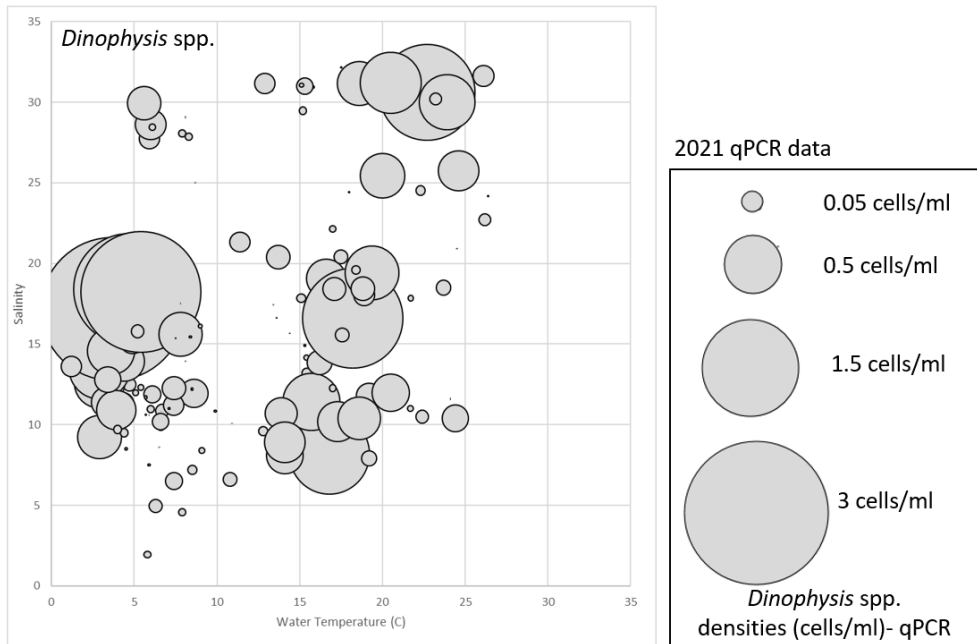 Dinophysis spp.
35
30
25
20
15
10
5
0
Salinity
0 5 10 15 20 25 30 35
Water Temperature (C)
2021 qPCR data
0.05 cells/ml
0.5 cells/ml
1.5 cells/ml
3 cells/ml
Dinophysis spp.
densities (cells/ml)- qPCR